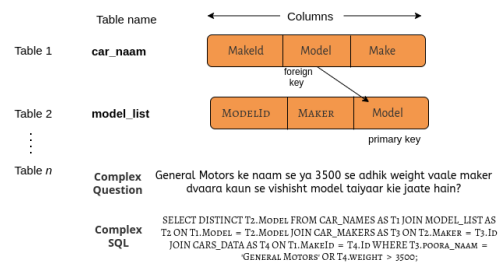 Table name
Columns
Table 1
car_naam
MakeId
Model
Make
foreign
key
Table 2
model_list
ModelId
Maker
Model
primary key
Table n
Complex
Question
General Motors ke naam se ya 3500 se adhik weight vaale maker
dvaara kaun se vishisht model taiyaar kie jaate hain?
Complex
SQL
SELECT DISTINCT T2.Model FROM CAR_NAMES AS T1 JOIN MODEL_LIST AS
T2 ON T1.Model = T2.Model JOIN CAR_MAKERS AS T3 ON T2.Maker = T3.Id
JOIN CARS_DATA AS T4 ON T1.MakeId = T4.Id WHERE T3.poora_naam =
'General Motors' OR T4.weight > 3500;